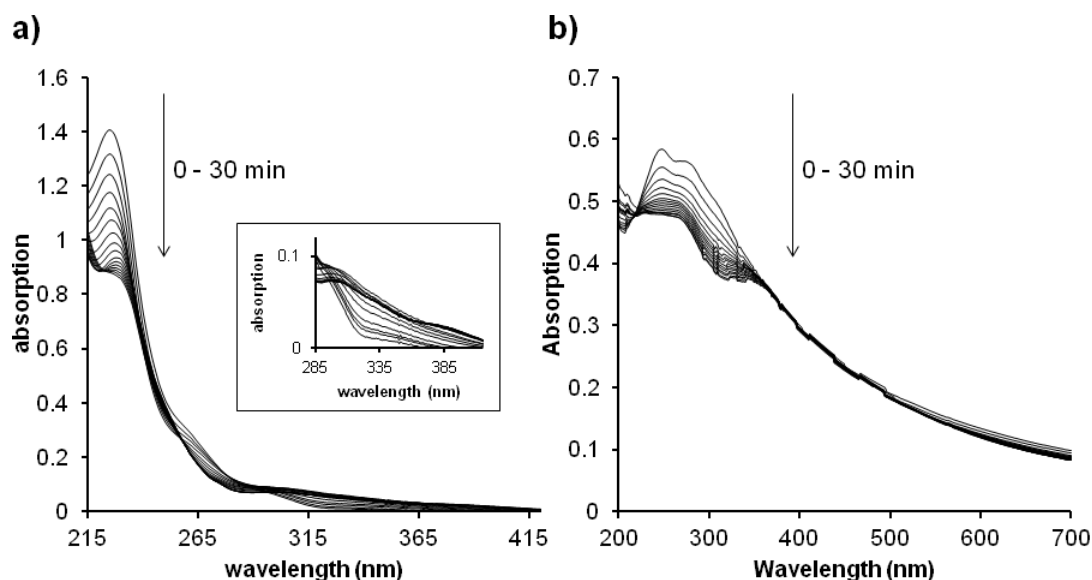 a)
1.6
1.4
1.2
1
0.8
0.6
0.4
0.2
0
absorption
0 - 30 min
0.1
0
absorption
285 335 385
wavelength (nm)
215 265 315 365 415
wavelength (nm)
b)
0.7
0.6
0.5
0.4
0.3
0.2
0.1
0
Absorption
0 - 30 min
200 300 400 500 600 700
Wavelength (nm)